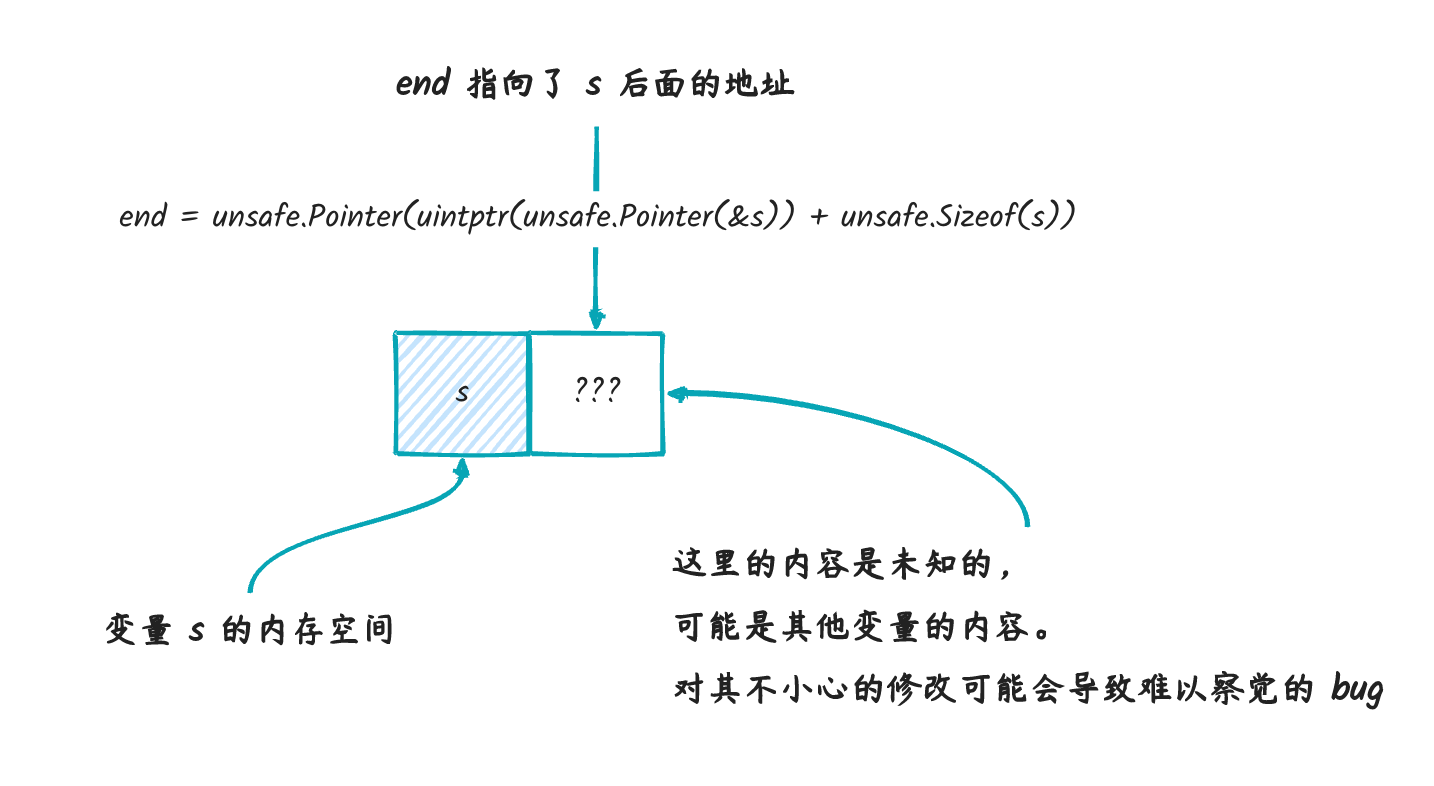 end 指向了 s 后面的地址
end = unsafe.Pointer(uintptr(unsafe.Pointer(&s)) + unsafe.Sizeof(s))
s
???
变量 s 的内存空间
这里的内容是未知的，
可能是其他变量的内容。
对其不小心的修改可能会导致难以察觉的 bug